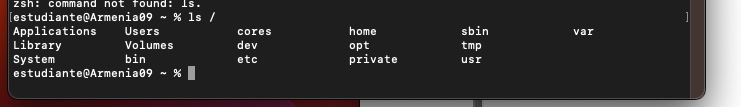 zsh: command not found: ls.
[estudiante@Armenia09 ~ % ls / ]
Applications Users cores home sbin var
Library Volumes dev opt tmp
System bin etc private usr
estudiante@Armenia09 ~ %